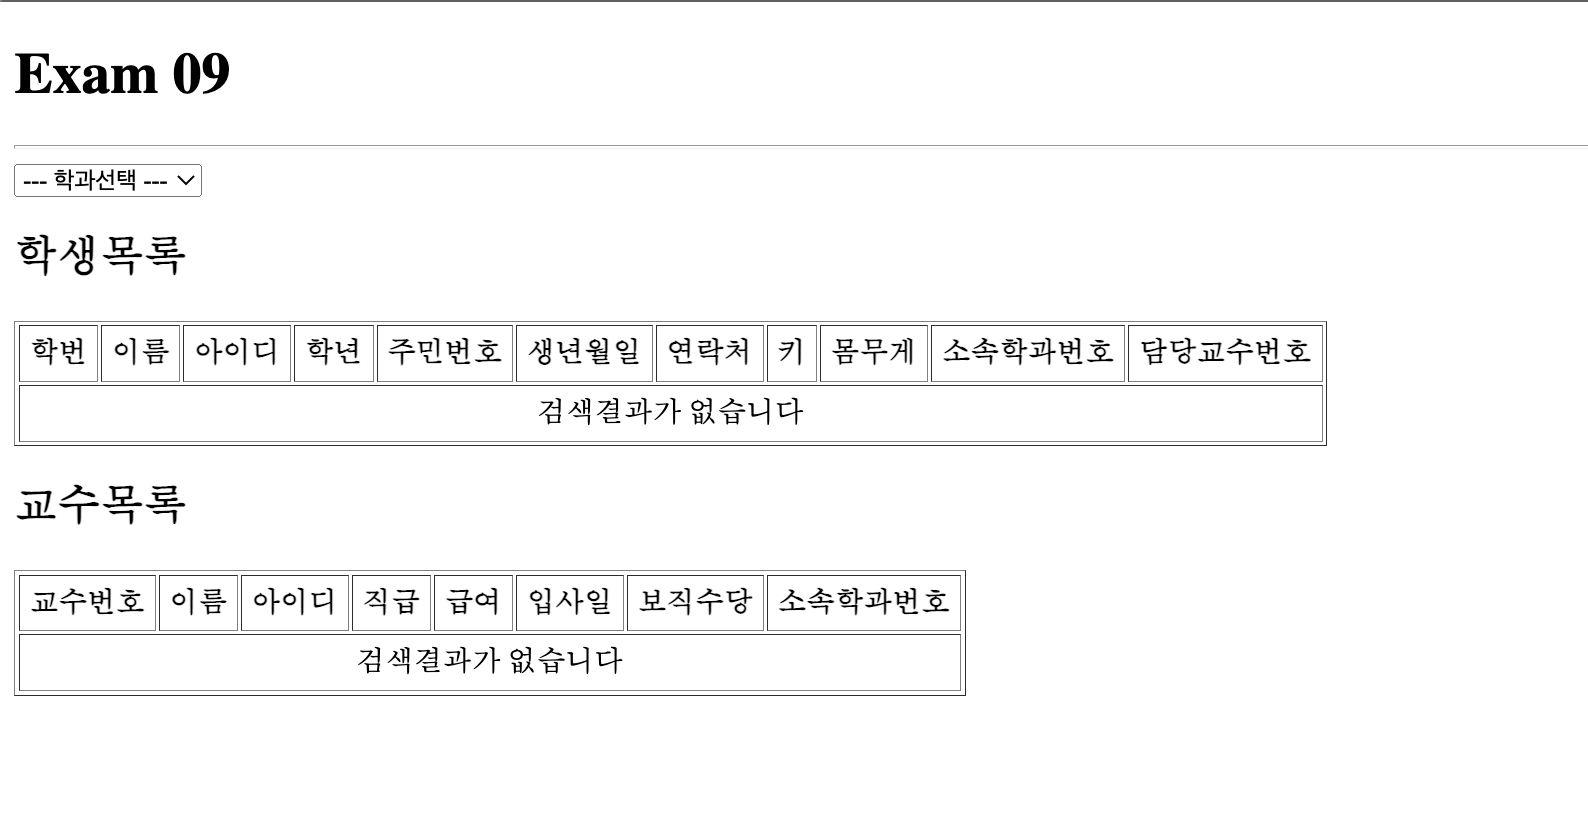 Exam 09
--- 학과선택 ---
학생목록
학번 이름 아이디 학년 주민번호 생년월일 연락처 키 몸무게 소속학과번호 담당교수번호
검색결과가 없습니다
교수목록
교수번호 이름 아이디 직급 급여 입사일 보직수당 소속학과번호
검색결과가 없습니다